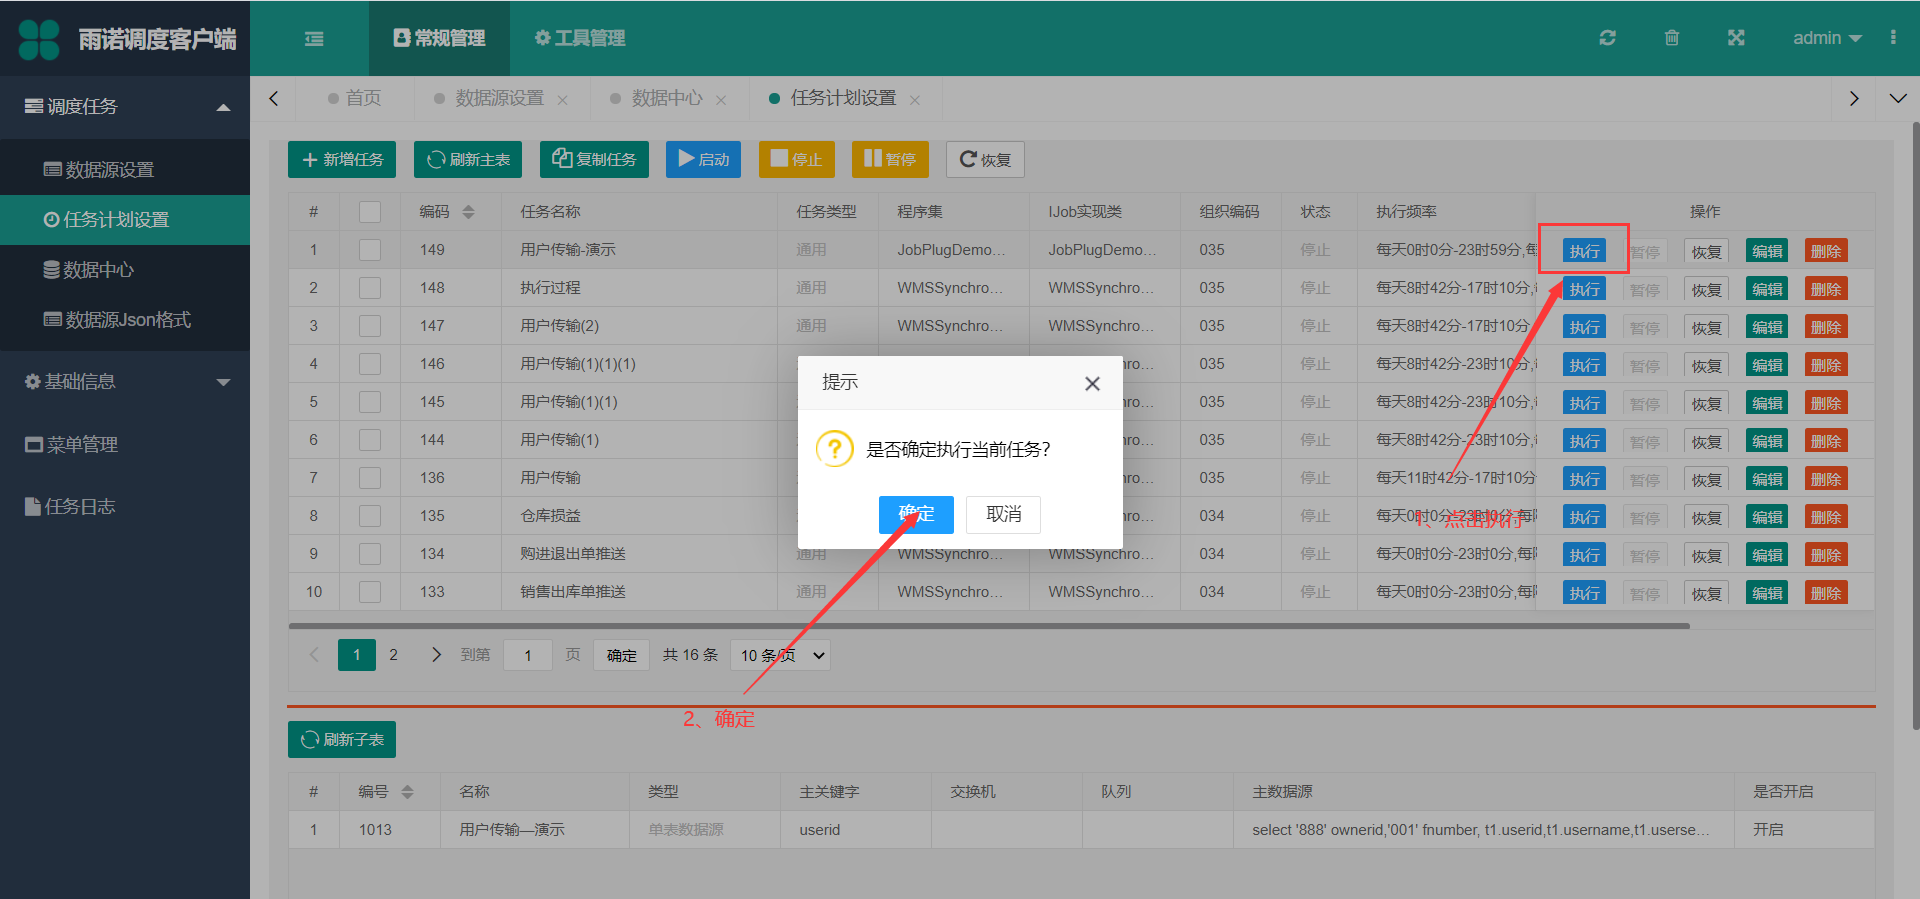 雨诺调度客户端
常规管理
工具管理
admin
调度任务
数据源设置
任务计划设置
数据中心
数据源Json格式
基础信息
菜单管理
任务日志
首页 数据源设置 数据中心 任务计划设置
新增任务 刷新主表 复制任务 启动 停止 暂停 恢复
# 编码 任务名称 任务类型 程序集 IJob实现类 组织编码 状态 执行频率 操作
1 149 用户传输-演示 通用 JobPlugDemo... JobPlugDemo... 035 停止 每天0时0分-23时59分,每 执行 暂停 恢复 编辑 删除
2 148 执行过程 通用 WMSSynchro... WMSSynchro... 035 停止 每天8时42分-17时10分, 执行 暂停 恢复 编辑 删除
3 147 用户传输(2) 通用 WMSSynchro... WMSSynchro... 035 停止 每天8时42分-17时10分 执行 暂停 恢复 编辑 删除
4 146 用户传输(1)(1)(1) hro... 035 停止 每天8时42分-23时10分 执行 暂停 恢复 编辑 删除
5 145 用户传输(1)(1) hro... 035 停止 每天8时42分-23时10分, 执行 暂停 恢复 编辑 删除
6 144 用户传输(1) hro... 035 停止 每天8时42分-23时10分, 执行 暂停 恢复 编辑 删除
7 136 用户传输 hro... 035 停止 每天11时42分-17时10分 执行 暂停 恢复 编辑 删除
8 135 仓库损益 hro... 034 停止 每天0时0分-23时0分,每 执行 暂停 恢复 编辑 删除
9 134 购进退出单推送 通用 WMSSynchro... WMSSynchro... 034 停止 每天0时0分-23时0分,每 执行 暂停 恢复 编辑 删除
10 133 销售出库单推送 通用 WMSSynchro... WMSSynchro... 034 停止 每天0时0分-23时0分,每 执行 暂停 恢复 编辑 删除
提示
是否确定执行当前任务?
确定 取消
1、点击执行
1 2 到第 1 页 确定 共 16 条 10 条/页
2、确定
刷新子表
# 编号 名称 类型 主关键字 交换机 队列 主数据源 是否开启
1 1013 用户传输—演示 单表数据源 userid select '888' ownerid,'001' fnumber, t1.userid,t1.username,t1.userse... 开启